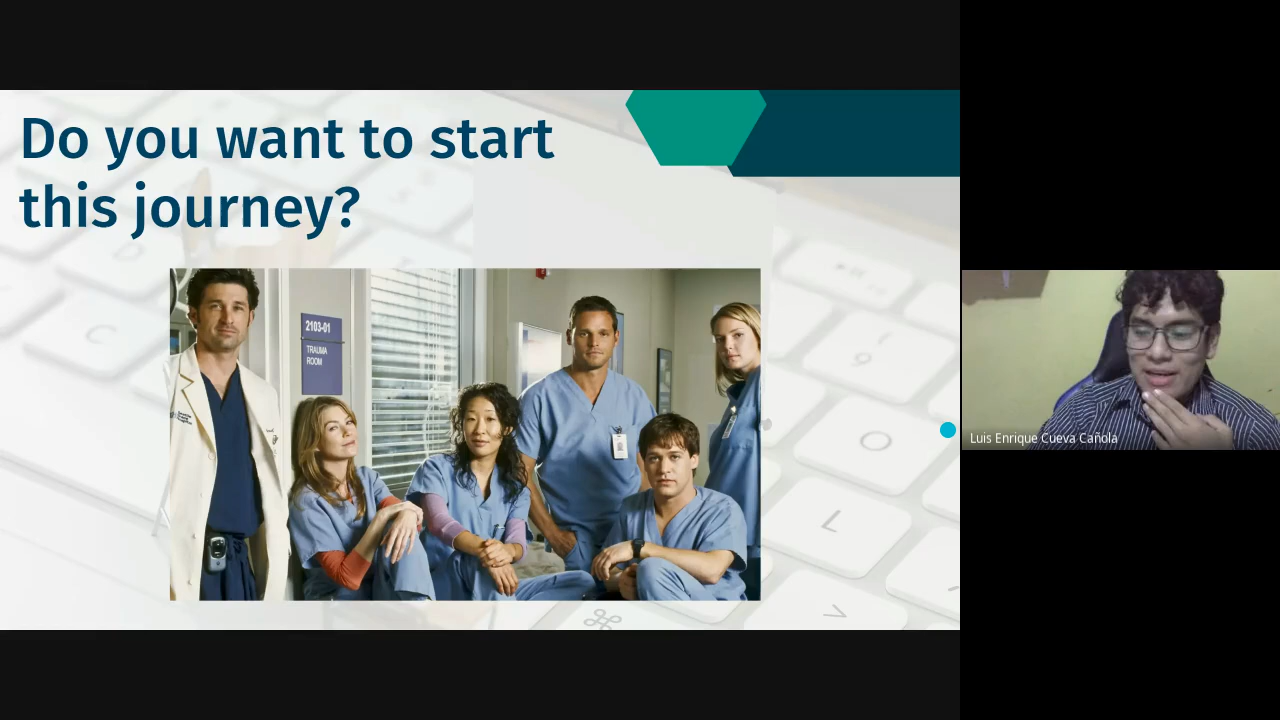 Do you want to start
this journey?
2103-01
TRAUMA
ROOM
Luis Enrique Cueva Cañola
C
O
L